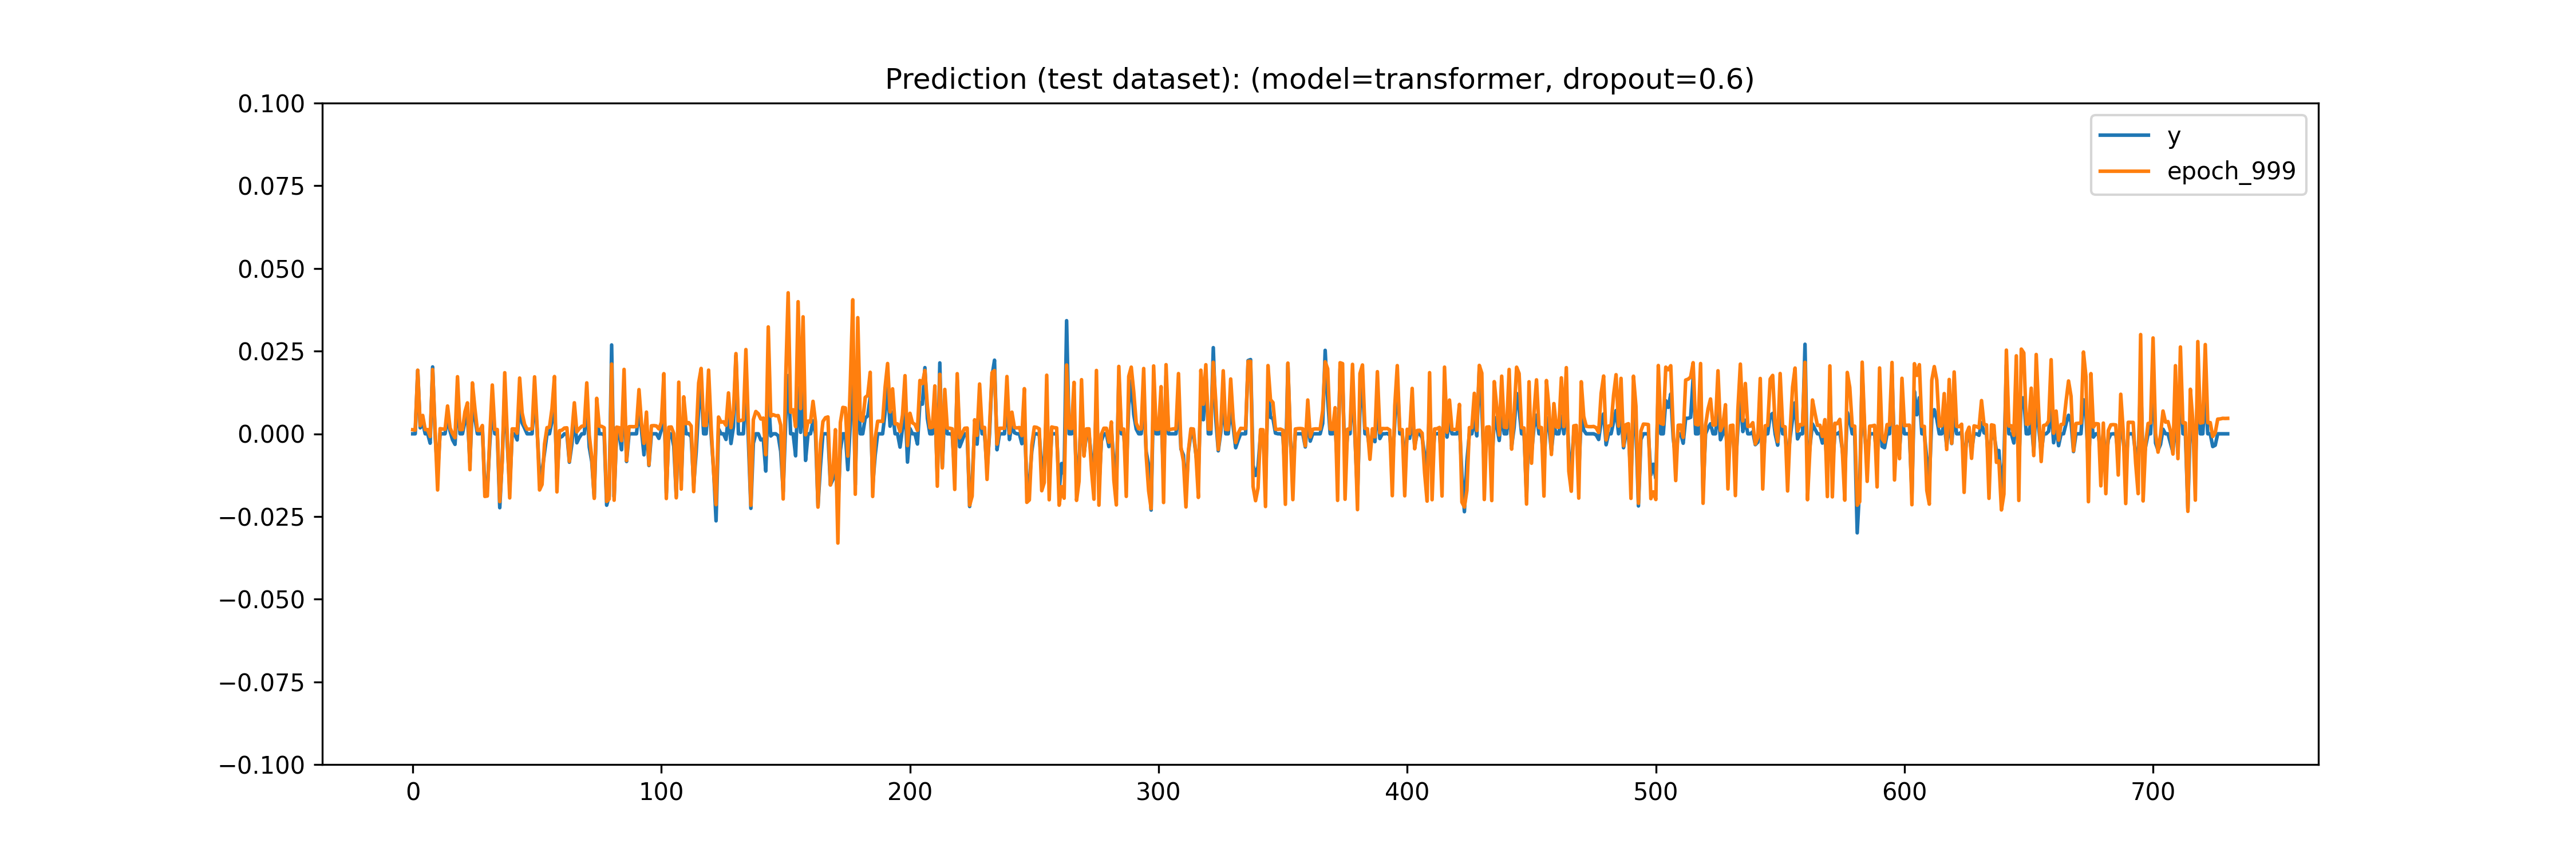 Prediction (test dataset): (model=transformer, dropout=0.6)
y
epoch_999
0.100
0.075
0.050
0.025
0.000
−0.025
−0.050
−0.075
−0.100
0 100 200 300 400 500 600 700